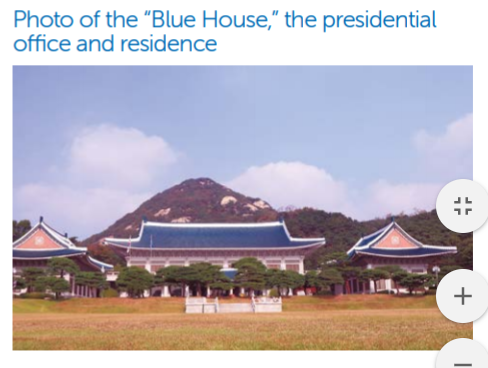 Photo of the “Blue House,” the presidential
office and residence